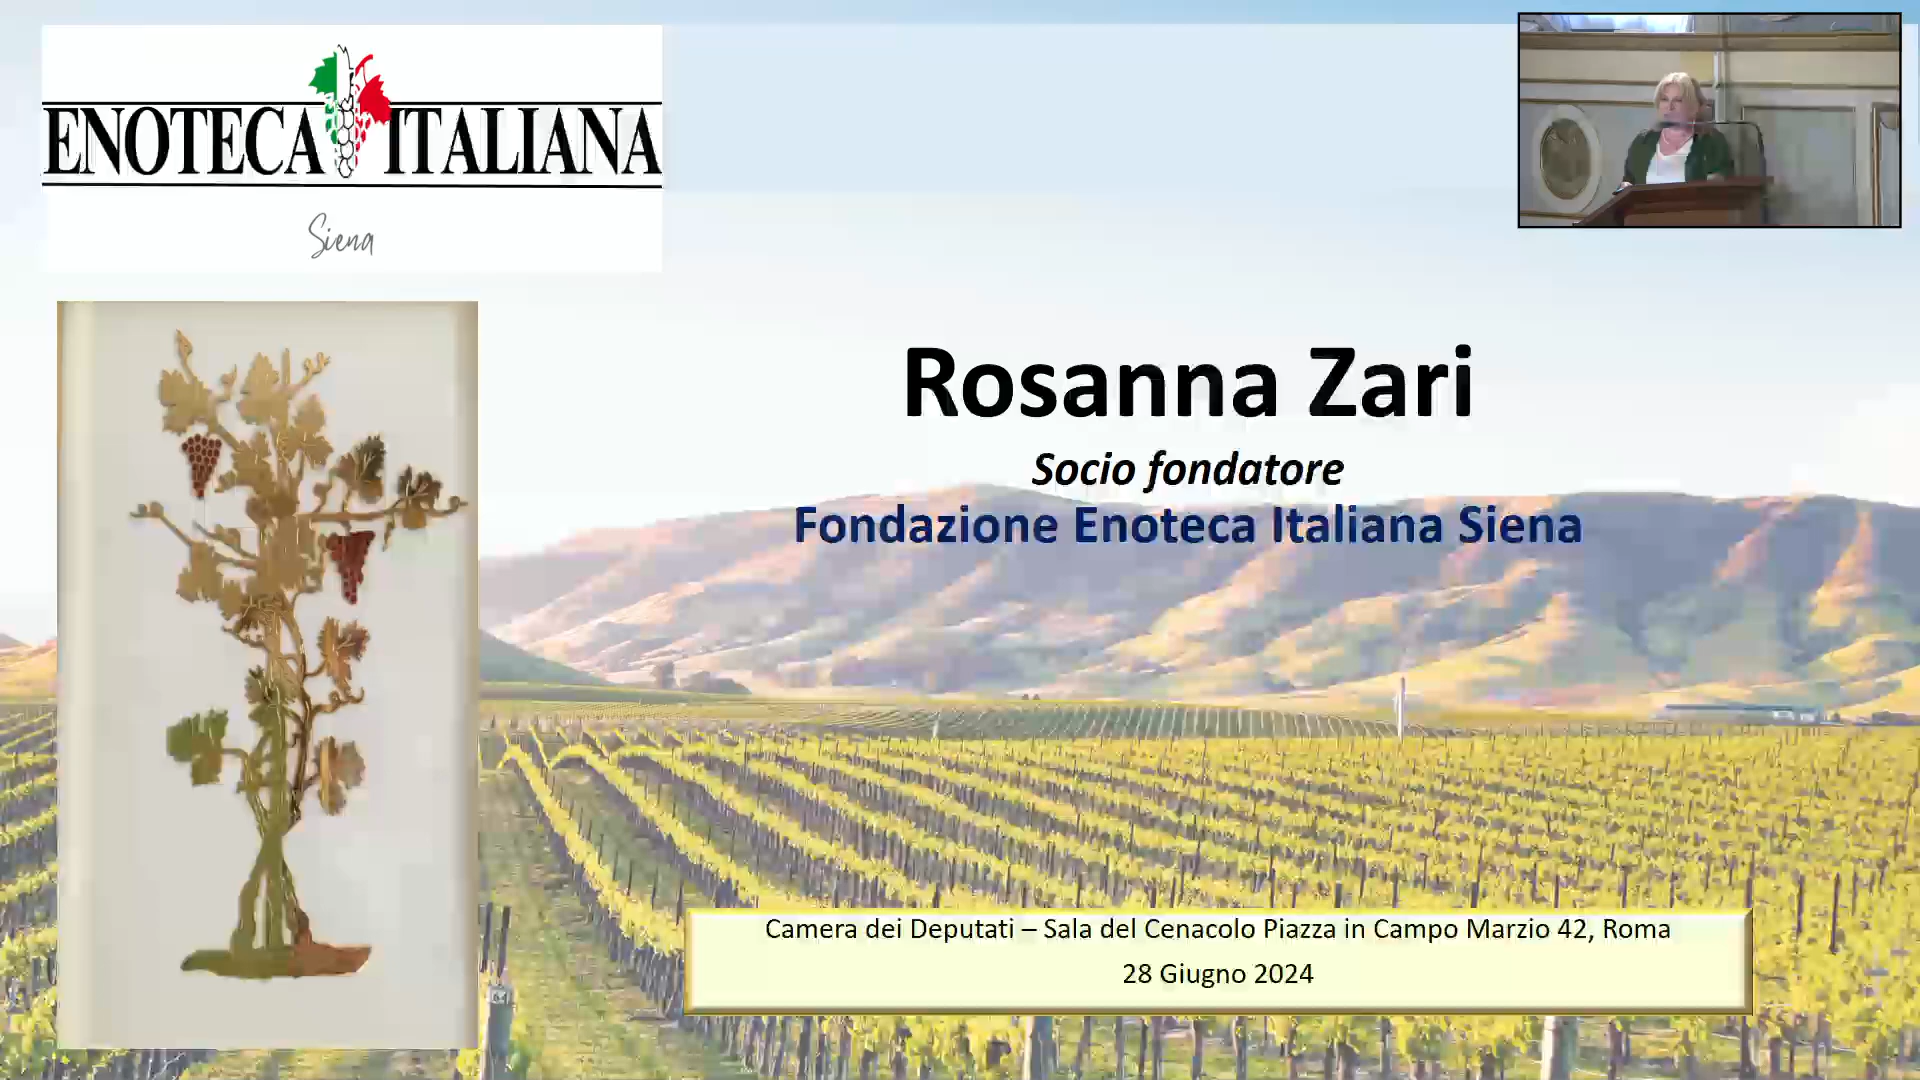 ENOTECA ITALIANA
Siena
Rosanna Zari
Socio fondatore
Fondazione Enoteca Italiana Siena
Camera dei Deputati – Sala del Cenacolo Piazza in Campo Marzio 42, Roma
28 Giugno 2024
64